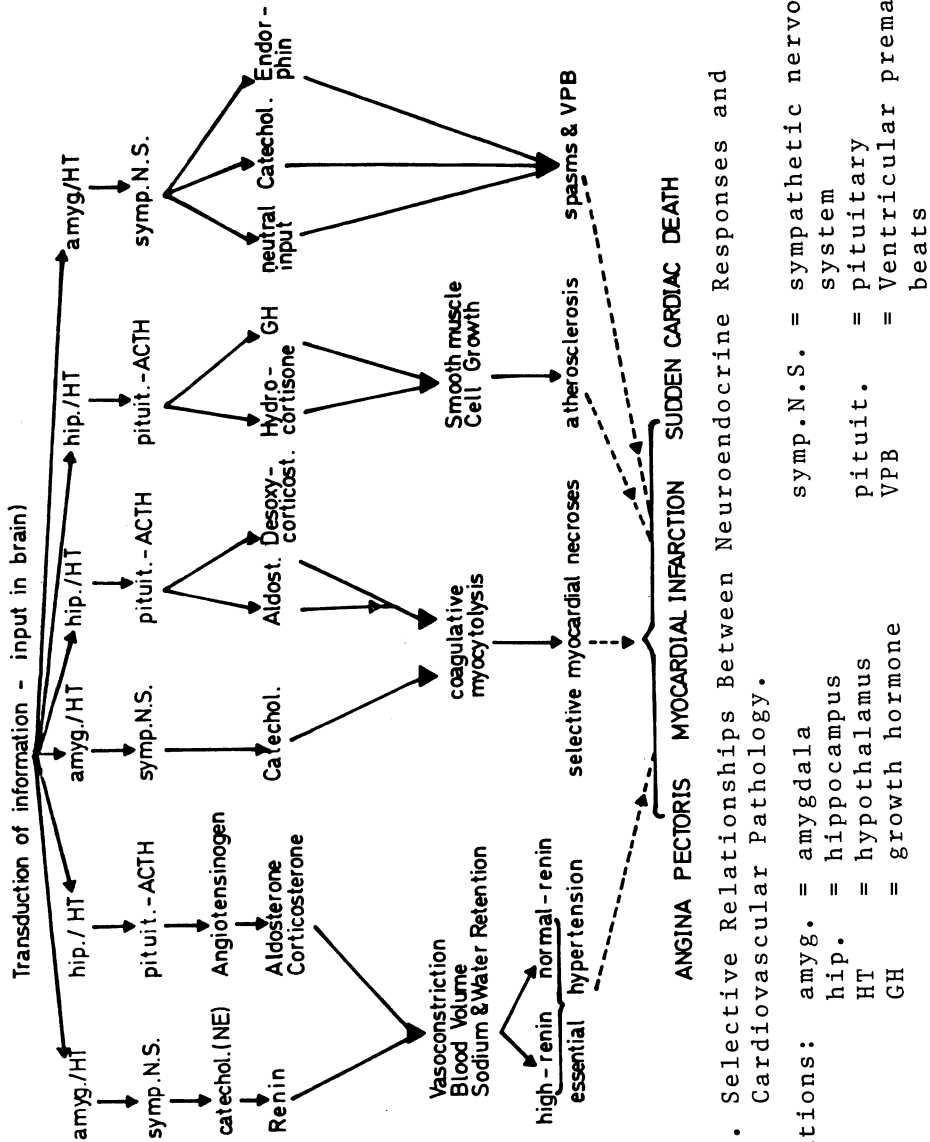 Transduction of information - input in brain)
amyg./HT hip./ HT amyg./HT hip./HT hip./HT amyg./HT
symp.N.S. pituit.-ACTH symp.N.S. pituit.-ACTH pituit.-ACTH symp.N.S.
catechol.(NE) Angiotensinogen
Renin Aldosterone Catechol. Aldost. Desoxy- Hydro- GH neutral Catechol. Endor-
Corticosterone corticost. cortisone input phin
Vasoconstriction coagulative Smooth muscle
Blood Volume myocytolysis Cell Growth
Sodium & Water Retention
high-renin normal-renin
essential hypertension selective myocardial necroses atherosclerosis spasms & VPB
ANGINA PECTORIS MYOCARDIAL INFARCTION SUDDEN CARDIAC DEATH
. Selective Relationships Between Neuroendocrine Responses and
Cardiovascular Pathology.
tions: amyg. = amygdala symp.N.S. = sympathetic nervo
hip. = hippocampus system
HT = hypothalamus pituit. = pituitary
GH = growth hormone VPB = Ventricular prema
beats